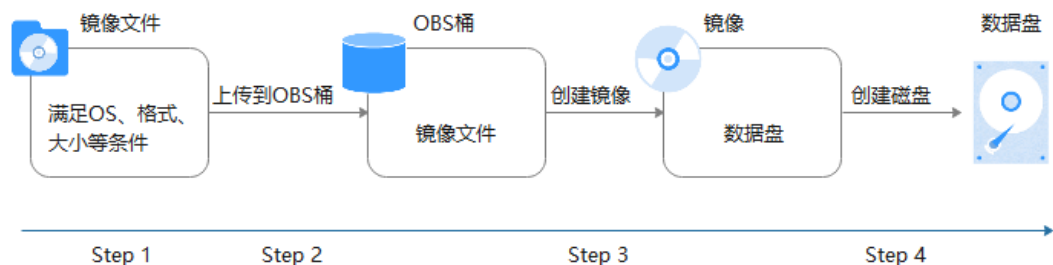 镜像文件
OBS桶
镜像
数据盘
满足OS、格式、
大小等条件
上传到OBS桶
镜像文件
创建镜像
数据盘
创建磁盘
Step 1
Step 2
Step 3
Step 4